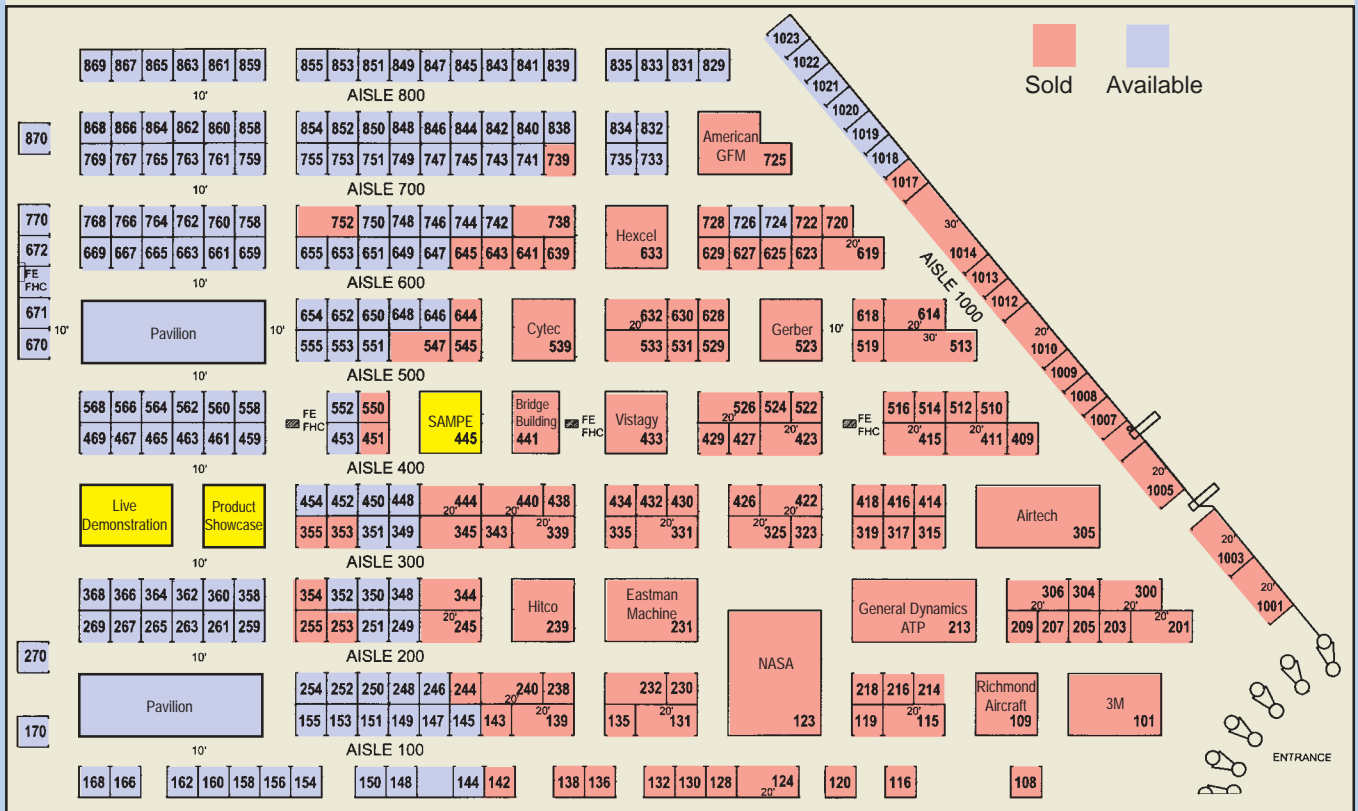 Sold Available
1023
1022
1021
1020
1019
1018
1017
30'
1014
1013
1012
20'
1010
1009
1008
1007
20'
1005
20'
1003
20'
1001
AISLE 1000
869 867 865 863 861 859 855 853 851 849 847 845 843 841 839 835 833 831 829
10' AISLE 800
870
868 866 864 862 860 858 854 852 850 848 846 844 842 840 838 834 832
769 767 765 763 761 759 755 753 751 749 747 745 743 741 739 735 733
American
GFM 725
10' AISLE 700
770
768 766 764 762 760 758 752 750 748 746 744 742 738 728 726 724 722 720
672
669 667 665 663 661 659 655 653 651 649 647 645 643 641 639 629 627 625 623 20' 619
Hexcel
633
FE
FHC
10' AISLE 600
671
670
10'
Pavilion
10'
654 652 650 648 646 644 632 630 628 618 614
555 553 551 547 545 20' 533 531 529 519 20' 30' 513
Cytec
539
Gerber
523
10'
10' AISLE 500
568 566 564 562 560 558 552 550 526 524 522 516 514 512 510
469 467 465 463 461 459 453 451 20' 429 427 20' 423 20' 415 20' 411 409
FE
FHC
SAMPE
445
Bridge
Building
441
FE
FHC
Vistagy
433
FE
FHC
10' AISLE 400
Live
Demonstration
Product
Showcase
454 452 450 448 444 440 438 434 432 430 426 422 418 416 414
355 353 351 349 20' 345 343 20' 20' 339 335 20' 331 20' 20' 325 323 319 317 315
Airtech
305
10' AISLE 300
368 366 364 362 360 358 354 352 350 348 344 306 304 300
269 267 265 263 261 259 255 253 251 249 20' 245 209 20' 207 205 203 20' 20' 201
Hitco
239
Eastman
Machine
231
General Dynamics
ATP 213
270
10' AISLE 200
NASA
123
Pavilion
254 252 250 248 246 244 240 238 232 230 218 216 214
155 153 151 149 147 145 143 20' 20' 139 135 20' 131 119 20' 115
Richmond
Aircraft
109
3M
101
170
10' AISLE 100
168 166 162 160 158 156 154 150 148 144 142 138 136 132 130 128 20' 124 120 116 108
ENTRANCE